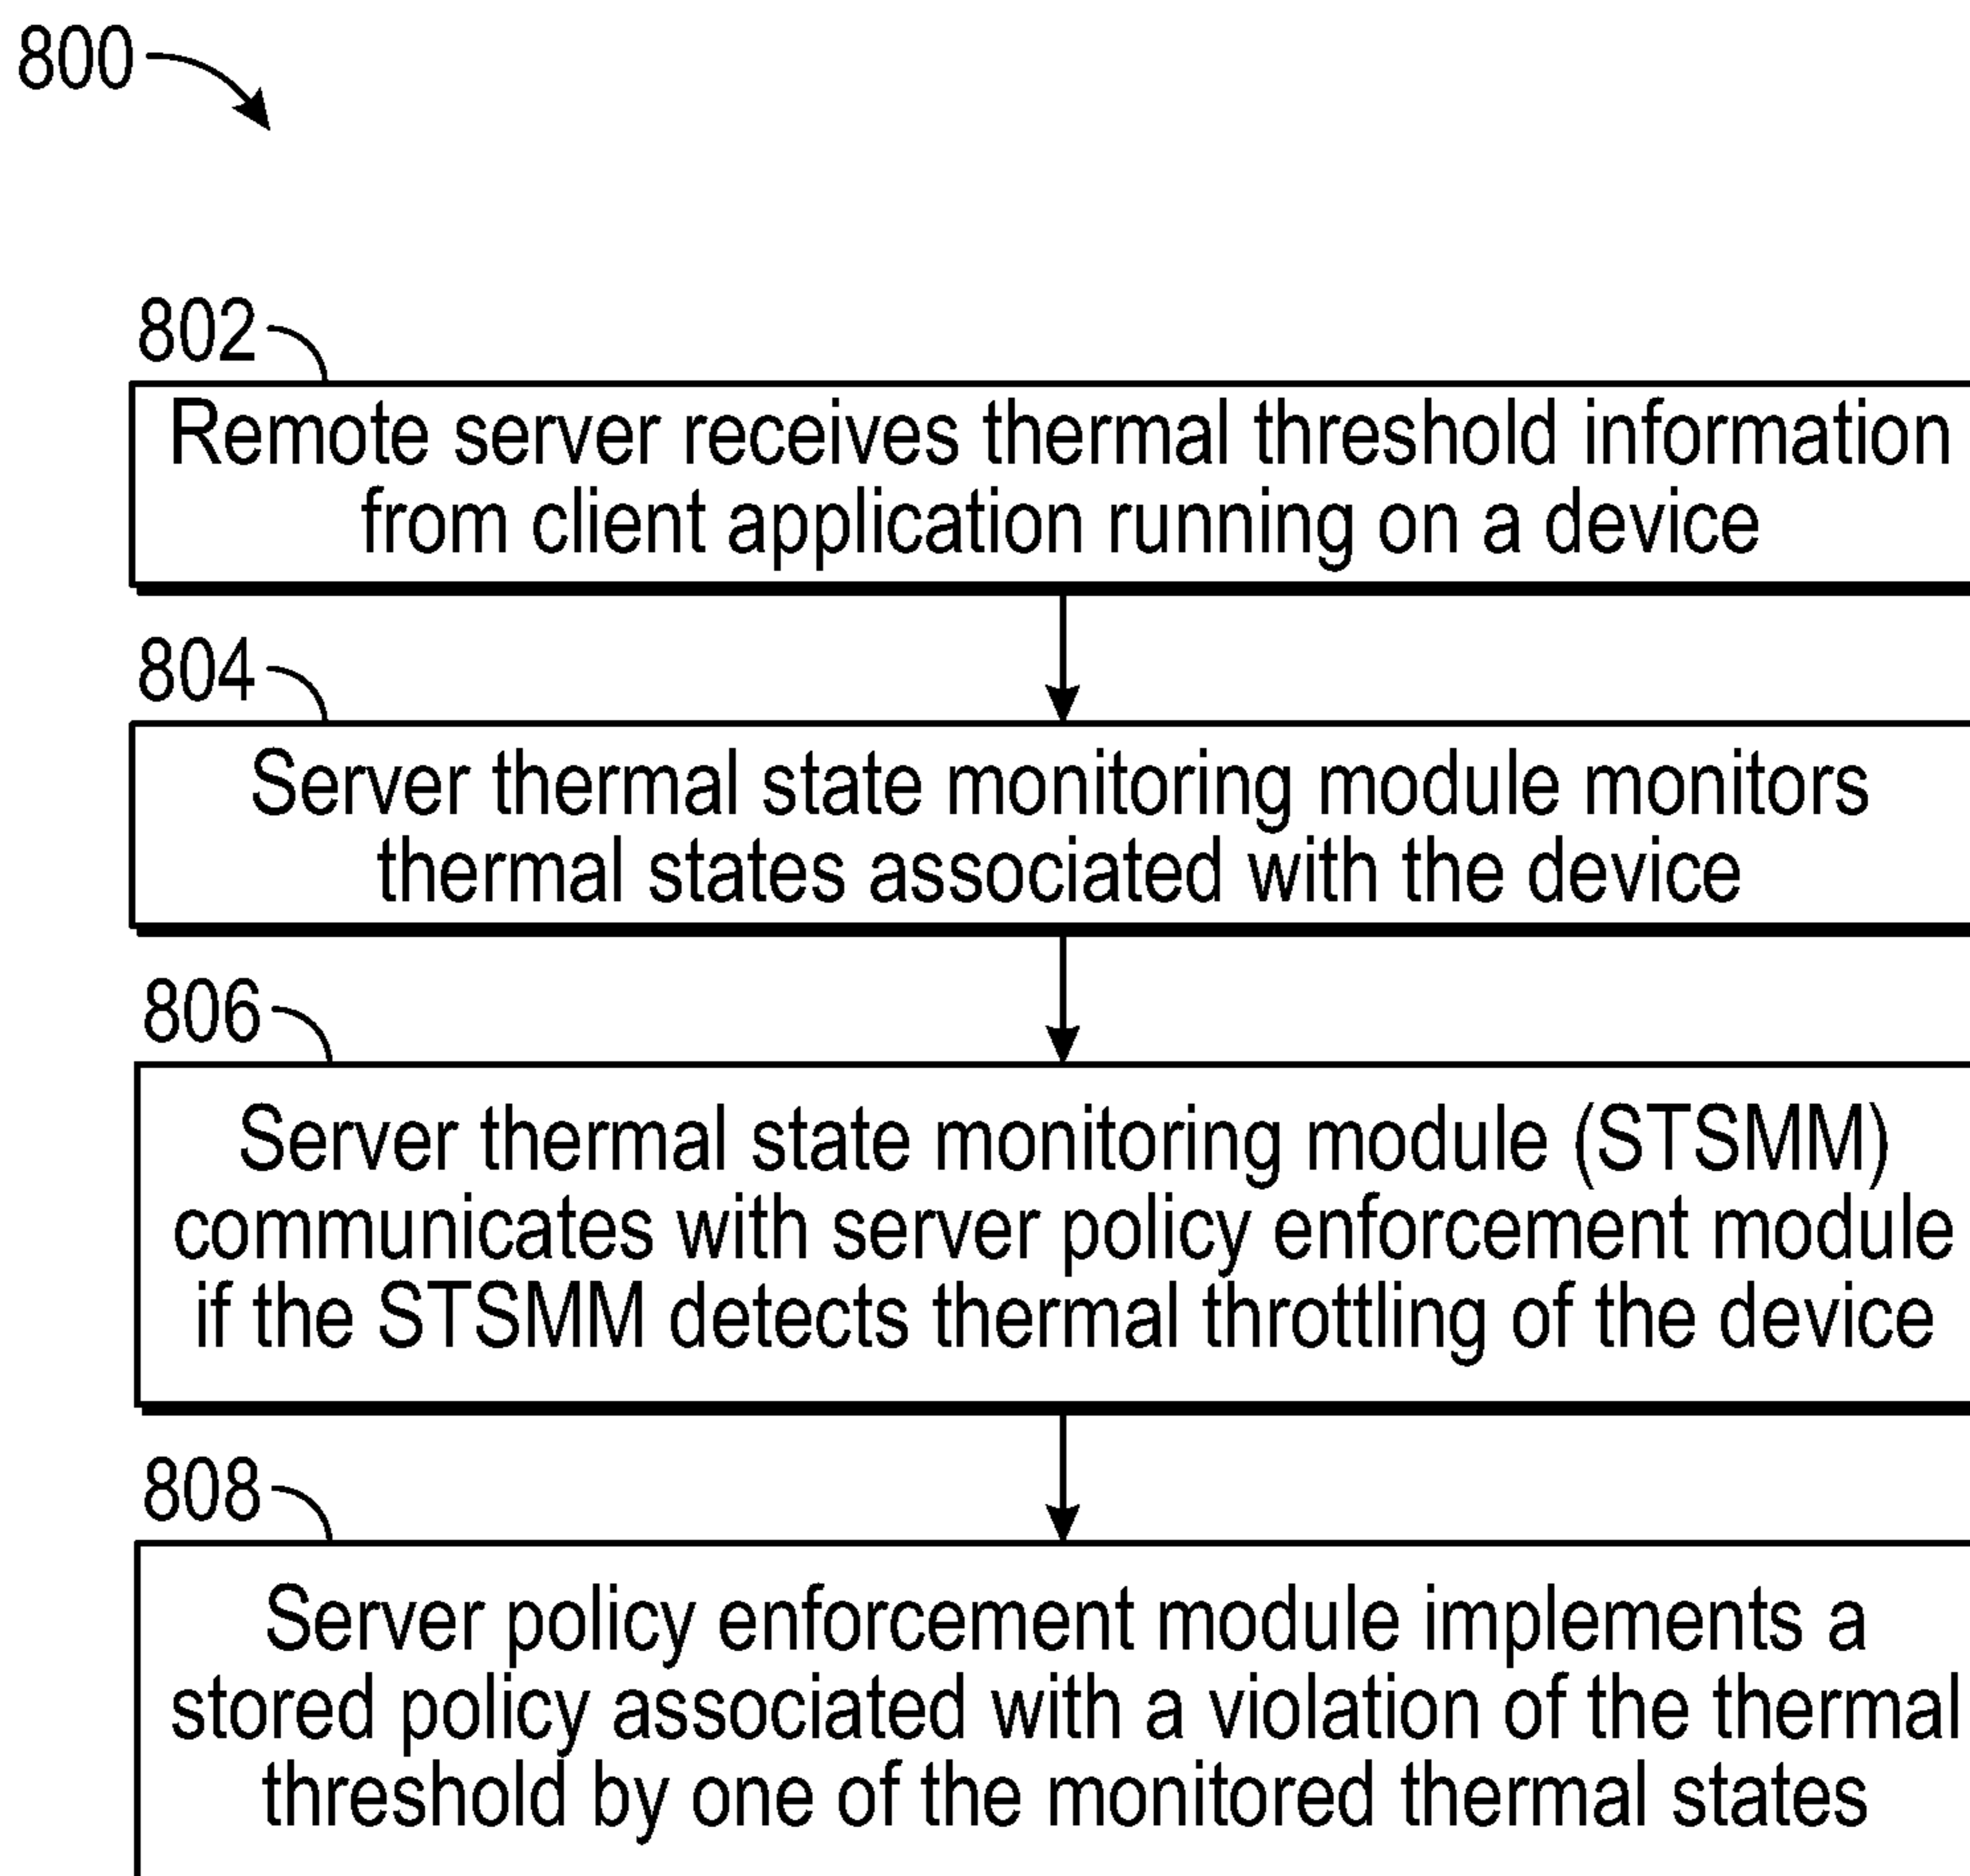 800
802
Remote server receives thermal threshold information
from client application running on a device
804
Server thermal state monitoring module monitors
thermal states associated with the device
806
Server thermal state monitoring module (STSMM)
communicates with server policy enforcement module
if the STSMM detects thermal throttling of the device
808
Server policy enforcement module implements a
stored policy associated with a violation of the thermal
threshold by one of the monitored thermal states